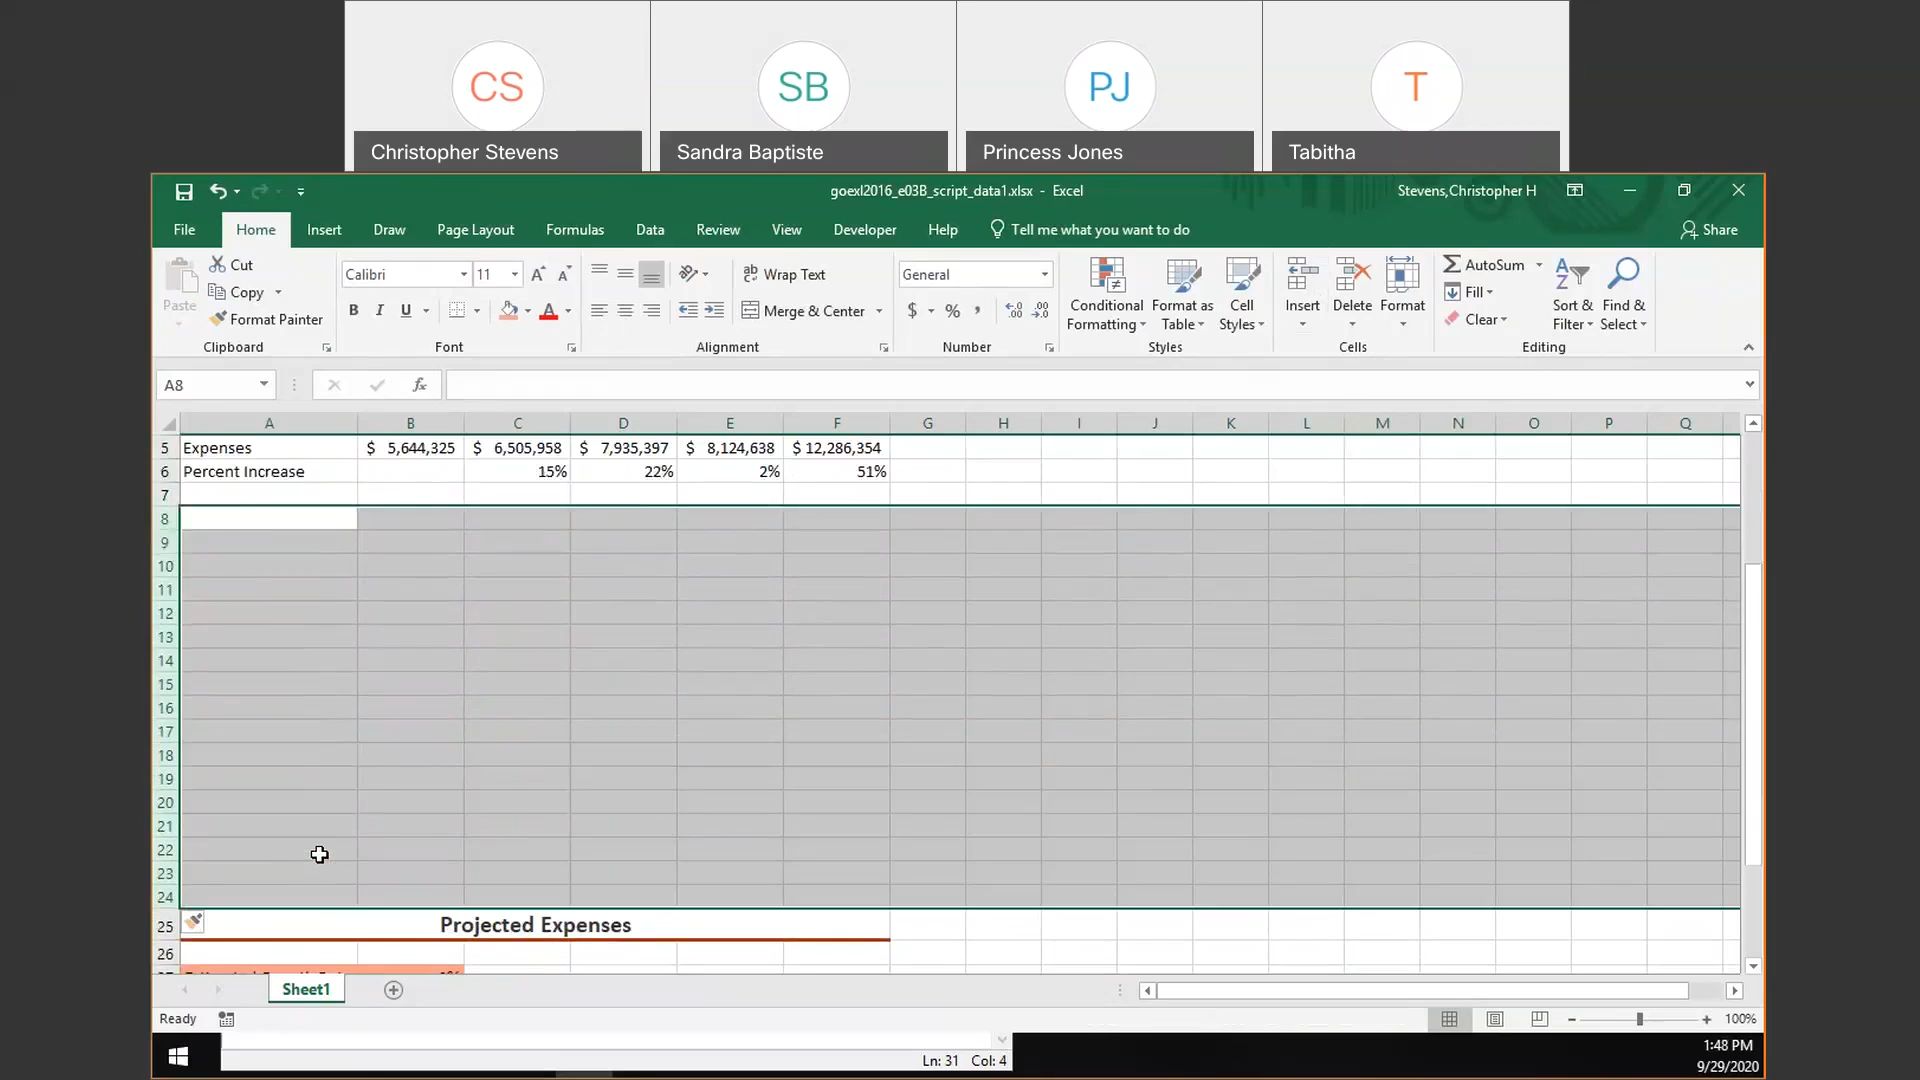 CS SB PJ T
Christopher Stevens Sandra Baptiste Princess Jones Tabitha
goexl2016_e03B_script_data1.xlsx - Excel Stevens,Christopher H
File Home Insert Draw Page Layout Formulas Data Review View Developer Help Tell me what you want to do Share
Paste Cut Copy Format Painter Clipboard
Calibri 11 B I U A Font
ab Wrap Text Merge & Center Alignment
General $ % , Number
Conditional Formatting Format as Table Cell Styles Styles
Insert Delete Format Cells
AutoSum Fill Clear Sort & Filter Find & Select Editing
A8 fx
A B C D E F G H I J K L M N O P Q
5 Expenses $ 5,644,325 $ 6,505,958 $ 7,935,397 $ 8,124,638 $ 12,286,354
6 Percent Increase 15% 22% 2% 51%
7
8
9
10
11
12
13
14
15
16
17
18
19
20
21
22
23
24
25 Projected Expenses
26
Sheet1
Ready 100%
Ln: 31 Col: 4
1:48 PM
9/29/2020